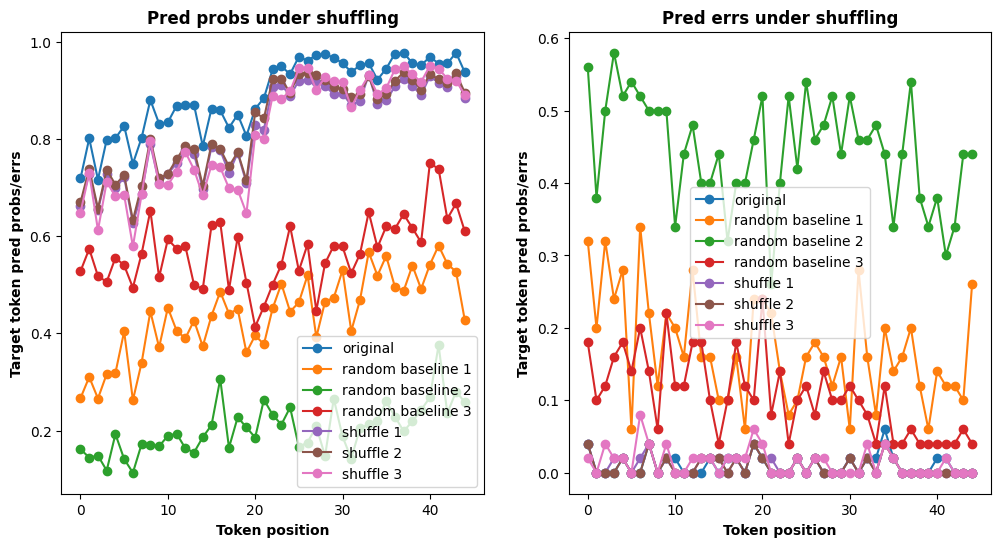 Pred probs under shuffling
Target token pred probs/errs
1.0
0.8
0.6
0.4
0.2
0
10
20
30
40
Token position
original
random baseline 1
random baseline 2
random baseline 3
shuffle 1
shuffle 2
shuffle 3
Pred errs under shuffling
Target token pred probs/errs
0.6
0.5
0.4
0.3
0.2
0.1
0.0
0
10
20
30
40
Token position
original
random baseline 1
random baseline 2
random baseline 3
shuffle 1
shuffle 2
shuffle 3